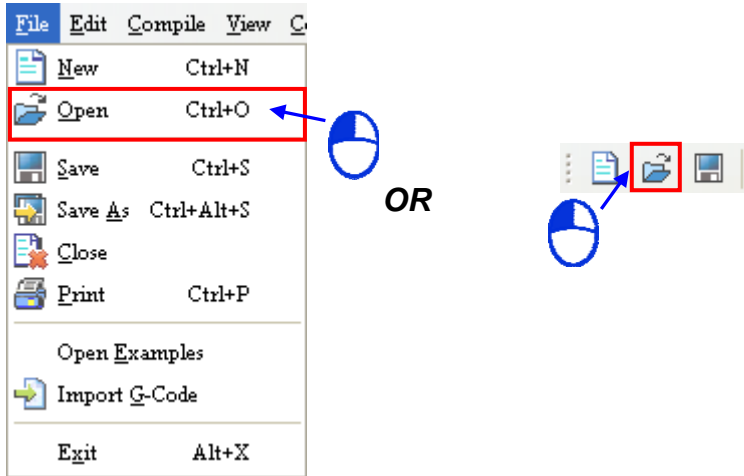 File Edit Compile View C
New Ctrl+N
Open Ctrl+O
Save Ctrl+S
Save As Ctrl+Alt+S
Close
Print Ctrl+P
Open Examples
Import G-Code
Exit Alt+X
OR